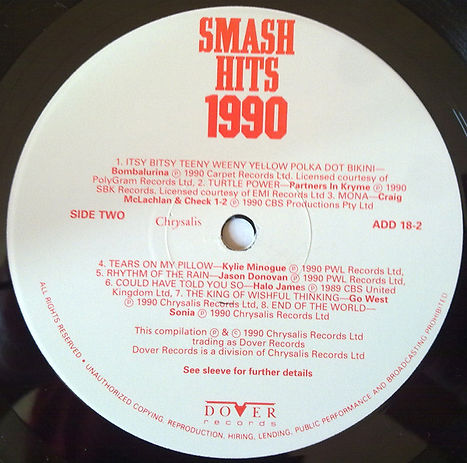 SMASH
HITS
1990
1. ITSY BITSY TEENY WEENY YELLOW POLKA DOT BIKINI—
Bombalurina ℗ 1990 Carpet Records Ltd. Licensed courtesy of
PolyGram Records Ltd, 2. TURTLE POWER—Partners In Kryme ℗ 1990
SBK Records. Licensed courtesy of EMI Records Ltd 3. MONA—Craig
McLachlan & Check 1-2 ℗ 1990 CBS Productions Pty Ltd
SIDE TWO
Chrysalis
ADD 18-2
4. TEARS ON MY PILLOW—Kylie Minogue ℗ 1990 PWL Records Ltd,
5. RHYTHM OF THE RAIN—Jason Donovan ℗ 1990 PWL Records Ltd,
6. COULD HAVE TOLD YOU SO—Halo James ℗ 1989 CBS United
Kingdom Ltd, 7. THE KING OF WISHFUL THINKING—Go West
℗ 1990 Chrysalis Records Ltd, 8. END OF THE WORLD—
Sonia ℗ 1990 Chrysalis Records Ltd
This compilation ℗ & © 1990 Chrysalis Records Ltd
trading as Dover Records
Dover Records is a division of Chrysalis Records Ltd
See sleeve for further details
DOVER
records
ALL RIGHTS RESERVED • UNAUTHORIZED COPYING, REPRODUCTION, HIRING, LENDING, PUBLIC PERFORMANCE AND BROADCASTING PROHIBITED